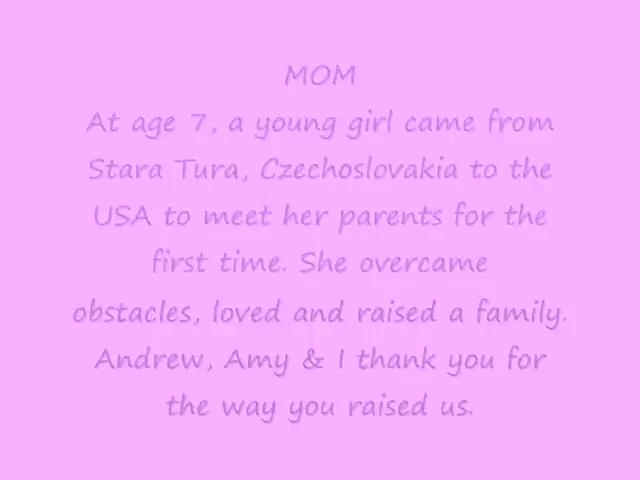 MOM
At age 7, a young girl came from
Stara Tura, Czechoslovakia to the
USA to meet her parents for the
first time. She overcame
obstacles, loved and raised a family.
Andrew, Amy & I thank you for
the way you raised us.